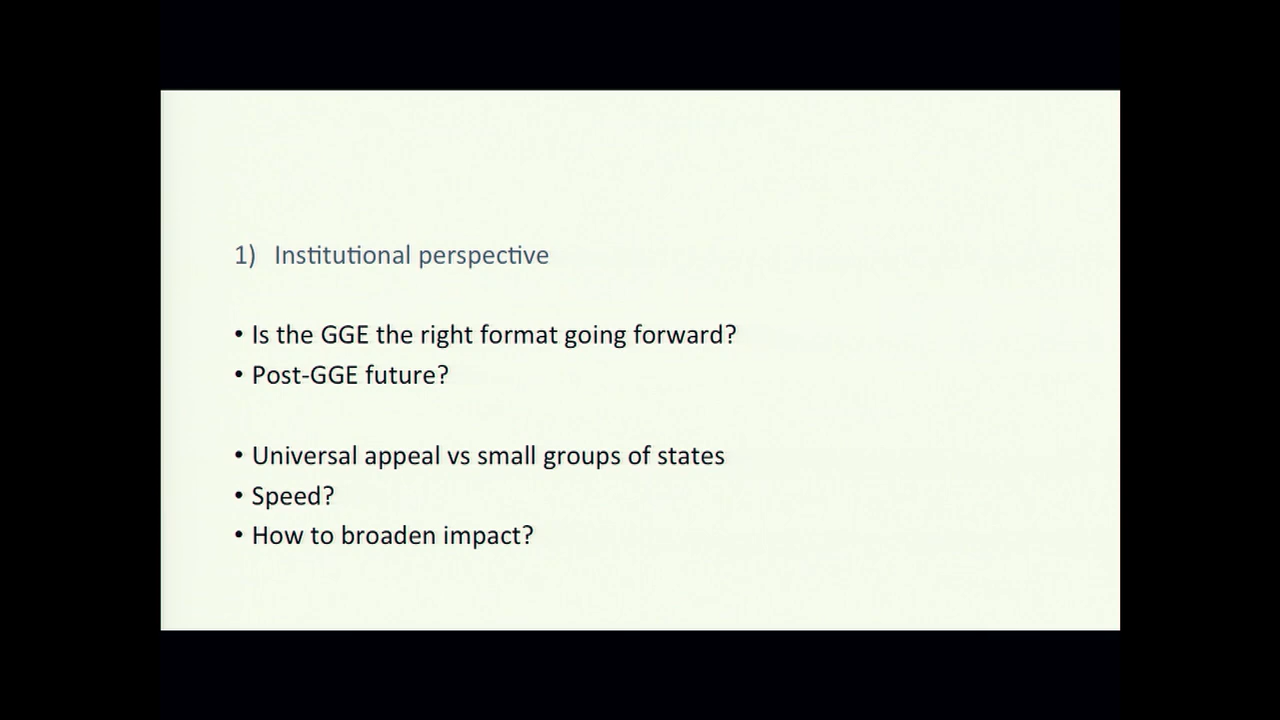 1) Institutional perspective
• Is the GGE the right format going forward?
• Post-GGE future?
• Universal appeal vs small groups of states
• Speed?
• How to broaden impact?